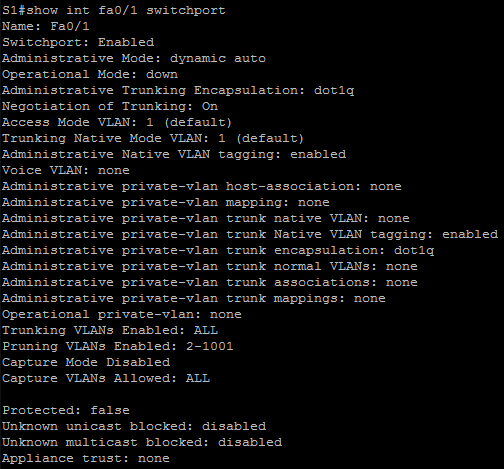 S1#show int fa0/1 switchport
Name: Fa0/1
Switchport: Enabled
Administrative Mode: dynamic auto
Operational Mode: down
Administrative Trunking Encapsulation: dot1q
Negotiation of Trunking: On
Access Mode VLAN: 1 (default)
Trunking Native Mode VLAN: 1 (default)
Administrative Native VLAN tagging: enabled
Voice VLAN: none
Administrative private-vlan host-association: none
Administrative private-vlan mapping: none
Administrative private-vlan trunk native VLAN: none
Administrative private-vlan trunk Native VLAN tagging: enabled
Administrative private-vlan trunk encapsulation: dot1q
Administrative private-vlan trunk normal VLANs: none
Administrative private-vlan trunk associations: none
Administrative private-vlan trunk mappings: none
Operational private-vlan: none
Trunking VLANs Enabled: ALL
Pruning VLANs Enabled: 2-1001
Capture Mode Disabled
Capture VLANs Allowed: ALL

Protected: false
Unknown unicast blocked: disabled
Unknown multicast blocked: disabled
Appliance trust: none